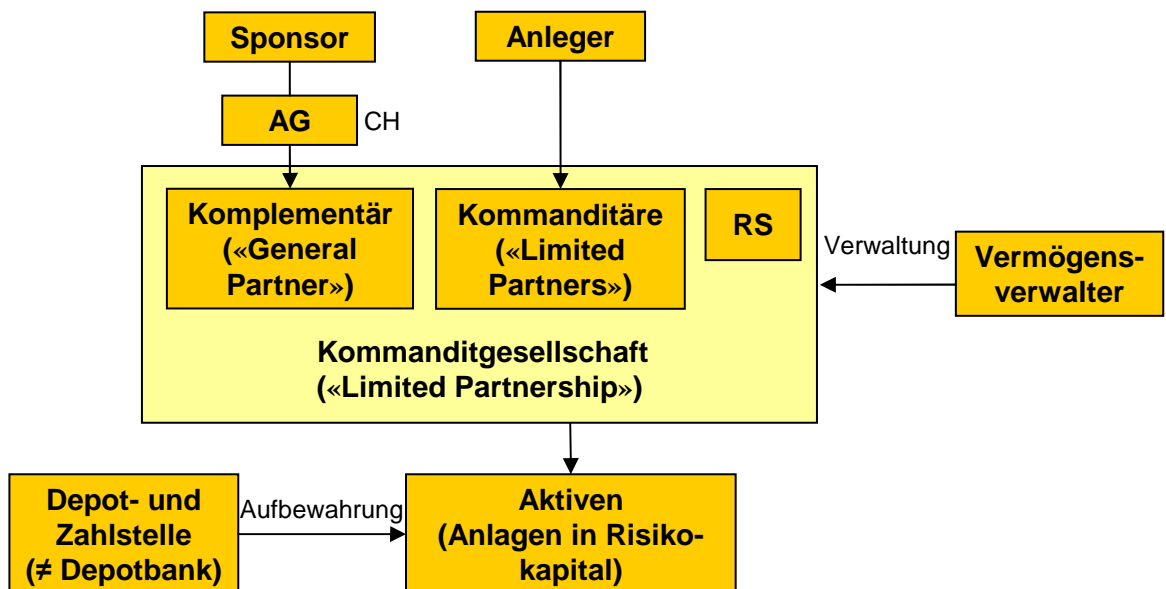 Sponsor
Anleger
AG
CH
Komplementär
(«General
Partner»)
Kommanditäre
(«Limited
Partners»)
RS
Verwaltung
Vermögens-
verwalter
Kommanditgesellschaft
(«Limited Partnership»)
Depot- und
Zahlstelle
(≠ Depotbank)
Aufbewahrung
Aktiven
(Anlagen in Risiko-
kapital)